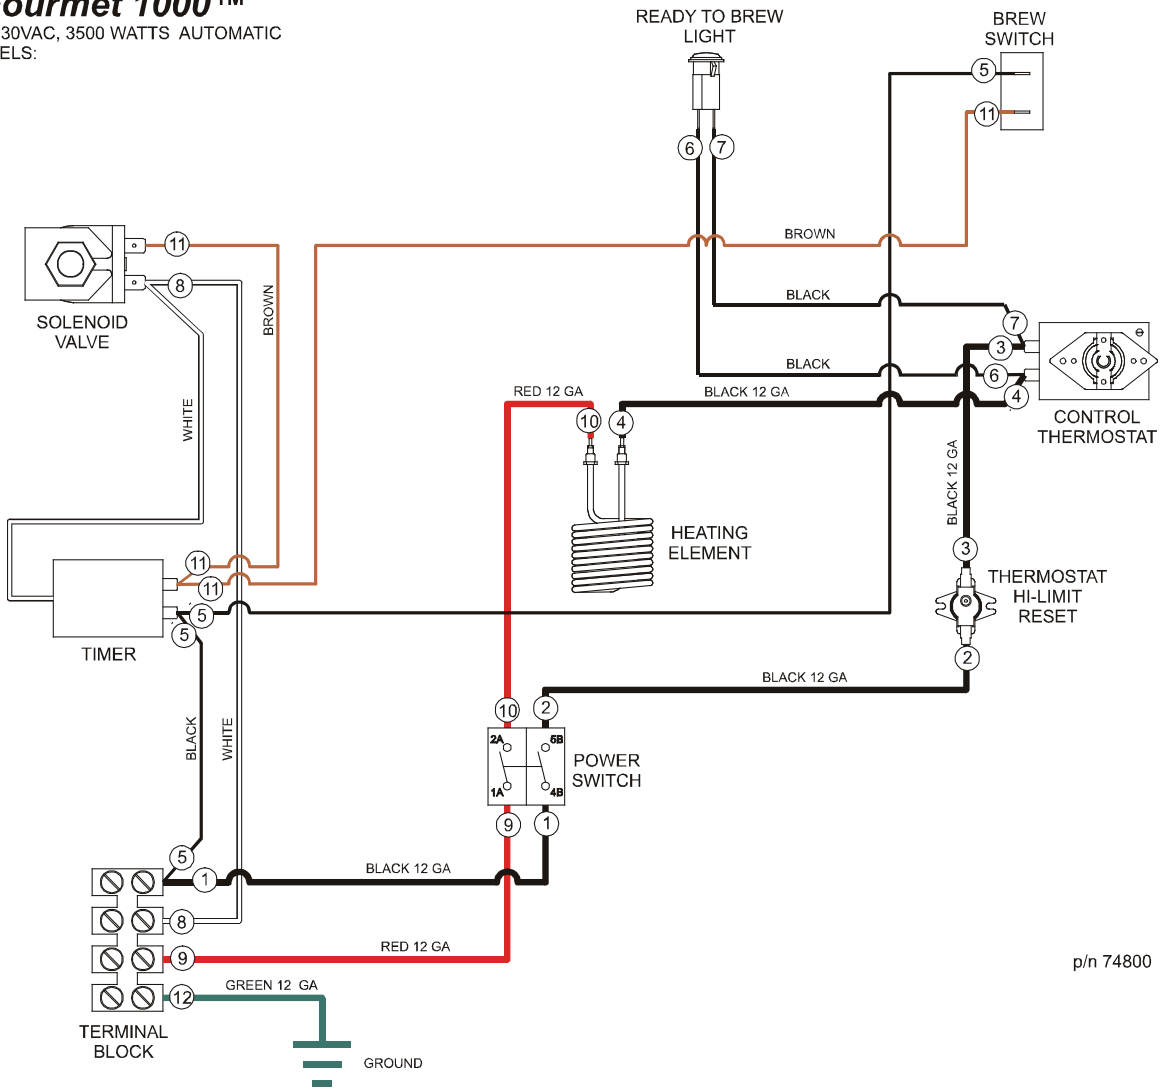 ourmet 1000™
30VAC, 3500 WATTS AUTOMATIC
ELS:
READY TO BREW
LIGHT
BREW
SWITCH
5
11
6
7
BROWN
11
8
BROWN
SOLENOID
VALVE
BLACK
7
3
BLACK
6
RED 12 GA
BLACK 12 GA
4
10
4
CONTROL
THERMOSTAT
WHITE
BLACK 12 GA
HEATING
ELEMENT
3
11
11
THERMOSTAT
HI-LIMIT
RESET
5
5
TIMER
2
BLACK 12 GA
10
2
BLACK
WHITE
2A
5B
1A
4B
POWER
SWITCH
9
1
5
1
BLACK 12 GA
8
RED 12 GA
9
p/n 74800
12
GREEN 12 GA
TERMINAL
BLOCK
GROUND